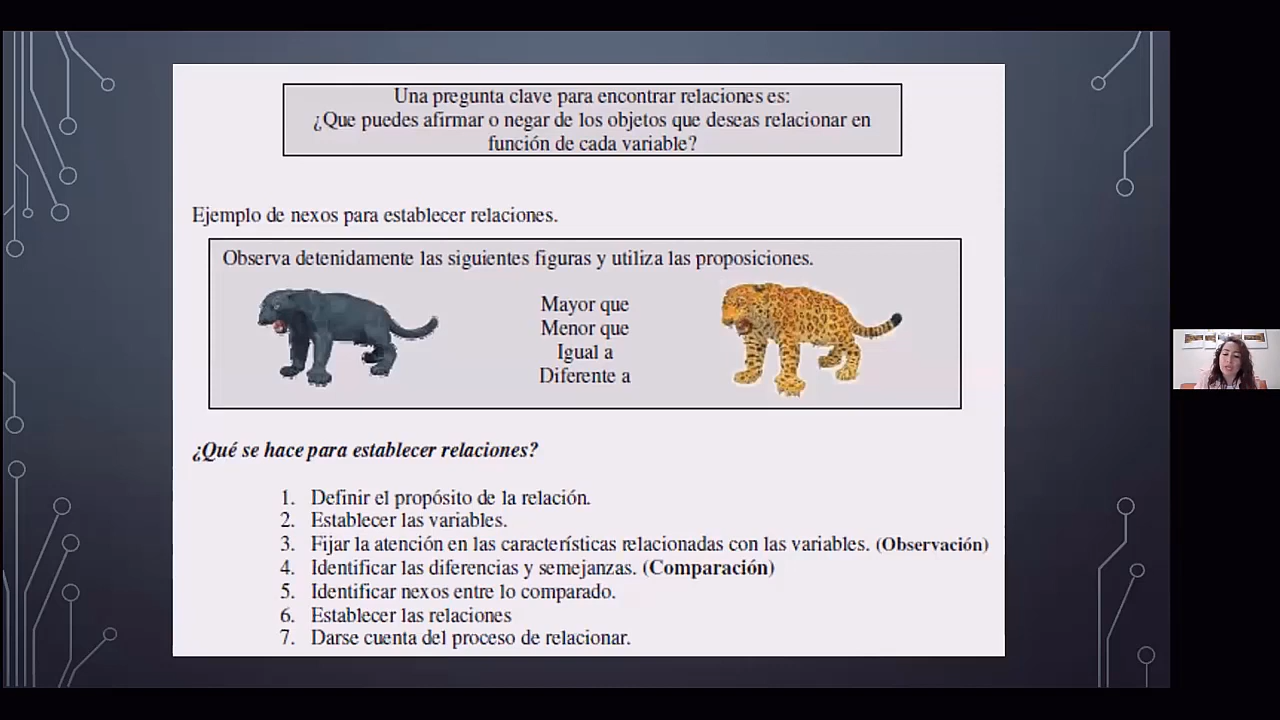 Una pregunta clave para encontrar relaciones es:
¿Que puedes afirmar o negar de los objetos que deseas relacionar en
función de cada variable?
Ejemplo de nexos para establecer relaciones.
Observa detenidamente las siguientes figuras y utiliza las proposiciones.
Mayor que
Menor que
Igual a
Diferente a
¿Qué se hace para establecer relaciones?
1. Definir el propósito de la relación.
2. Establecer las variables.
3. Fijar la atención en las características relacionadas con las variables. (Observación)
4. Identificar las diferencias y semejanzas. (Comparación)
5. Identificar nexos entre lo comparado.
6. Establecer las relaciones
7. Darse cuenta del proceso de relacionar.